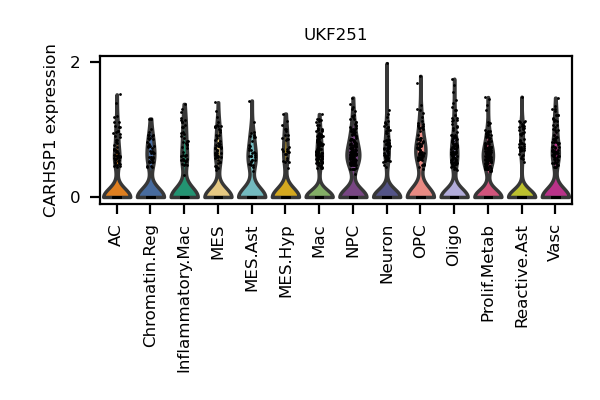 UKF251
CARHSP1 expression
2
0
AC
Chromatin.Reg
Inflammatory.Mac
MES
MES.Ast
MES.Hyp
Mac
NPC
Neuron
OPC
Oligo
Prolif.Metab
Reactive.Ast
Vasc